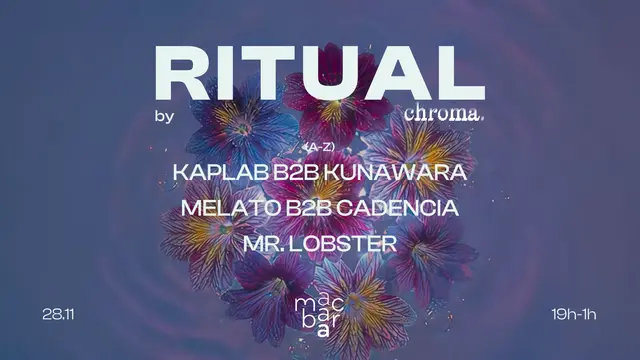 RITUAL
by chroma.
(A-Z)
KAPLAB B2B KUNAWARA
MELATO B2B CADENCIA
MR. LOBSTER
28.11
mac
bar
a
19h-1h